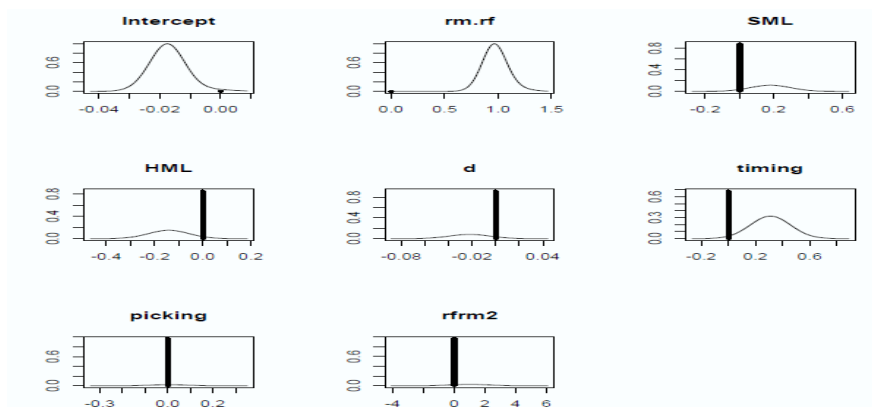 Intercept rm.rf SML
0.0 0.6
-0.04 -0.02 0.00
0.0 0.6
0.0 0.5 1.0 1.5
0.0 0.4 0.8
-0.2 0.2 0.6
HML d timing
0.0 0.4 0.8
-0.4 -0.2 0.0 0.2
0.0 0.4 0.8
-0.08 -0.02 0.04
0.0 0.3 0.6
-0.2 0.2 0.6
picking rfrm2
0.0 0.6
-0.3 0.0 0.2
0.0 0.6
-4 0 2 4 6